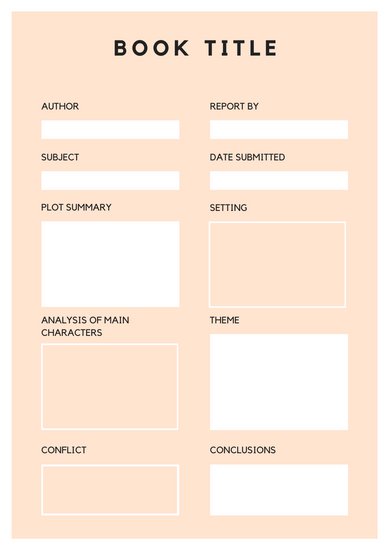 BOOK TITLE
AUTHOR
REPORT BY
SUBJECT
DATE SUBMITTED
PLOT SUMMARY
SETTING
ANALYSIS OF MAIN
CHARACTERS
THEME
CONFLICT
CONCLUSIONS